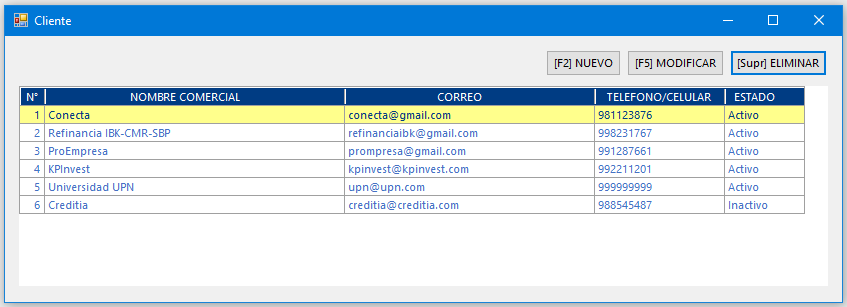 Cliente
[F2] NUEVO [F5] MODIFICAR [Supr] ELIMINAR
N° NOMBRE COMERCIAL CORREO TELEFONO/CELULAR ESTADO
1 Conecta conecta@gmail.com 981123876 Activo
2 Refinancia IBK-CMR-SBP refinanciaibk@gmail.com 998231767 Activo
3 ProEmpresa prompresa@gmail.com 991287661 Activo
4 KPInvest kpinvest@kpinvest.com 992211201 Activo
5 Universidad UPN upn@upn.com 999999999 Activo
6 Creditia creditia@creditia.com 988545487 Inactivo